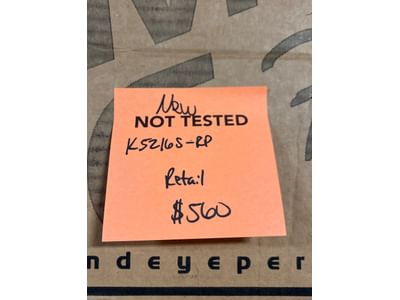 New
NOT TESTED
K5216S-RP
Retail
$560
ndeyeper